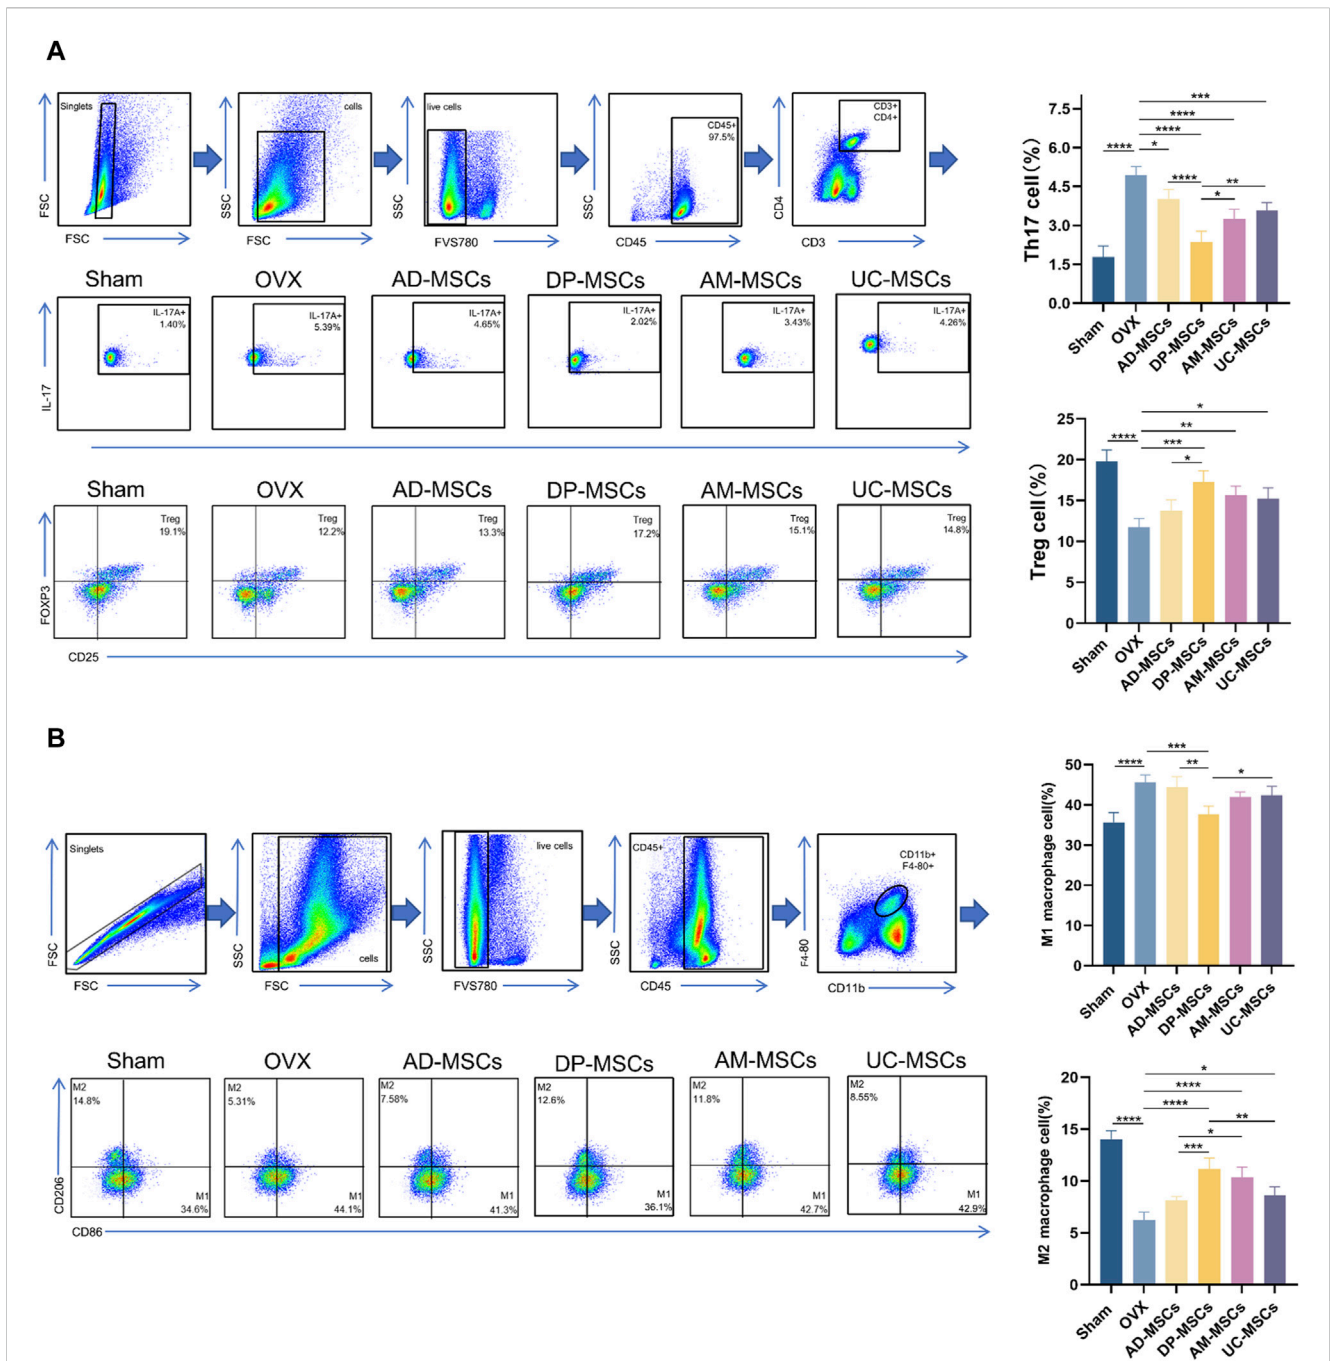 A
Singlets
FSC
FSC
cells
SSC
FSC
live cells
SSC
FVS780
CD45+
97.5%
SSC
CD45
CD3+
CD4+
CD4
CD3
Sham
OVX
AD-MSCs
DP-MSCs
AM-MSCs
UC-MSCs
IL-17A+
1.40%
IL-17A+
5.39%
IL-17A+
4.65%
IL-17A+
2.02%
IL-17A+
3.43%
IL-17A+
4.26%
IL-17
Sham
OVX
AD-MSCs
DP-MSCs
AM-MSCs
UC-MSCs
Treg
19.1%
Treg
12.2%
Treg
13.3%
Treg
17.2%
Treg
15.1%
Treg
14.8%
FOXP3
CD25
Th17 cell(%)
7.5
6.0
4.5
3.0
1.5
0.0
***
****
****
**** *
****
**
*
Sham
OVX
AD-MSCs
DP-MSCs
AM-MSCs
UC-MSCs
Treg cell(%)
25
20
15
10
5
0
*
**
**** ***
*
Sham
OVX
AD-MSCs
DP-MSCs
AM-MSCs
UC-MSCs
B
Singlets
FSC
FSC
cells
SSC
FSC
live cells
SSC
FVS780
CD45+
SSC
CD45
CD11b+
F4-80+
F4-80
CD11b
Sham
OVX
AD-MSCs
DP-MSCs
AM-MSCs
UC-MSCs
M2
14.8%
M1
34.6%
M2
5.31%
M1
44.1%
M2
7.58%
M1
41.3%
M2
12.6%
M1
36.1%
M2
11.8%
M1
42.7%
M2
8.55%
M1
42.9%
CD206
CD86
M1 macrophage cell(%)
50
40
30
20
10
0
***
**** ** *
Sham
OVX
AD-MSCs
DP-MSCs
AM-MSCs
UC-MSCs
M2 macrophage cell(%)
20
15
10
5
0
*
****
****
**** **
*
***
Sham
OVX
AD-MSCs
DP-MSCs
AM-MSCs
UC-MSCs